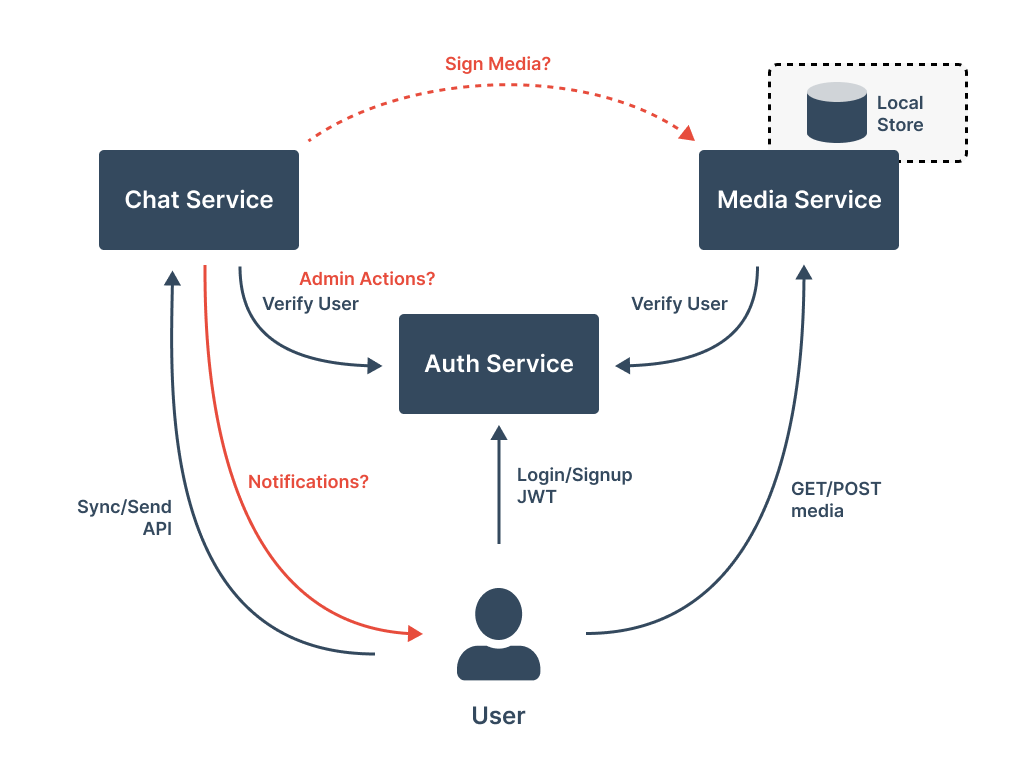 Sign Media?
Local
Store
Chat Service
Media Service
Admin Actions?
Verify User
Verify User
Auth Service
Login/Signup
JWT
Notifications?
GET/POST
media
Sync/Send
API
User